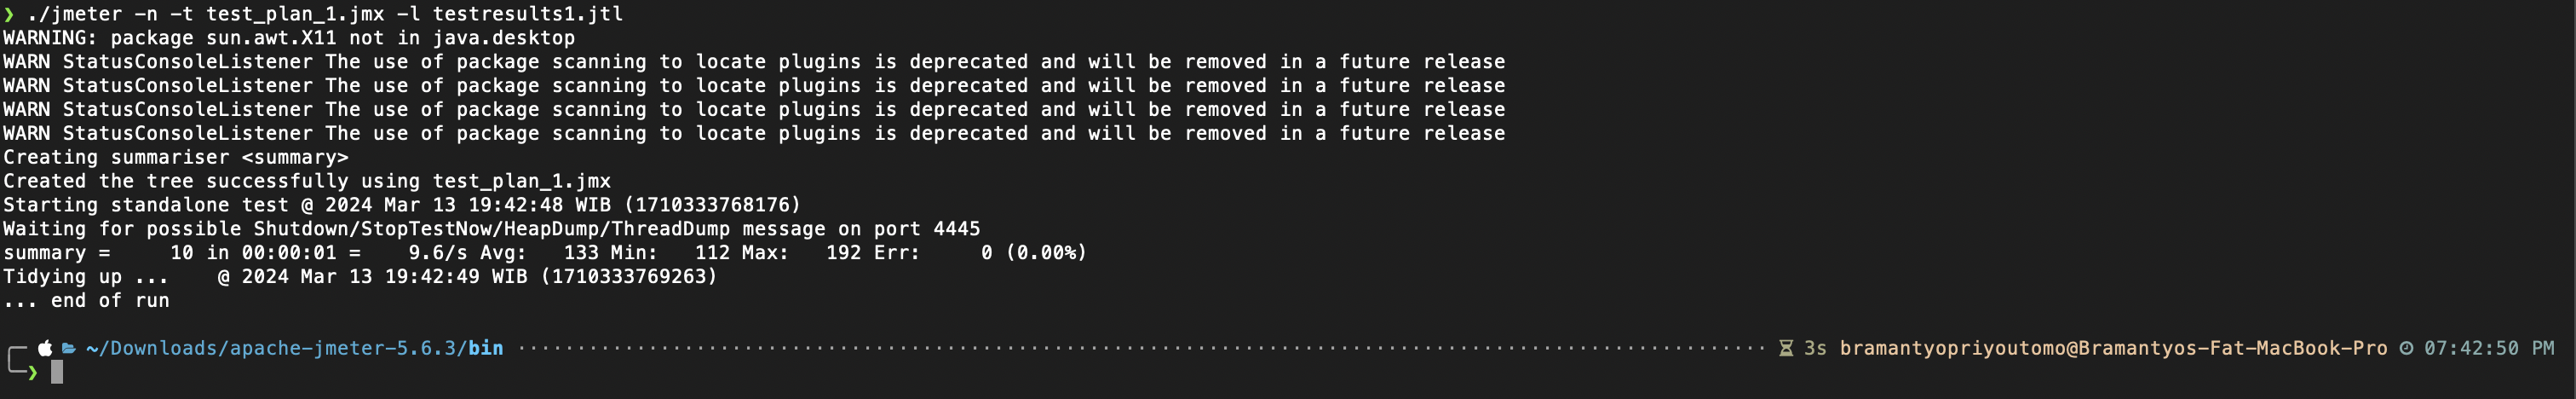 ❯ ./jmeter -n -t test_plan_1.jmx -l testresults1.jtl
WARNING: package sun.awt.X11 not in java.desktop
WARN StatusConsoleListener The use of package scanning to locate plugins is deprecated and will be removed in a future release
WARN StatusConsoleListener The use of package scanning to locate plugins is deprecated and will be removed in a future release
WARN StatusConsoleListener The use of package scanning to locate plugins is deprecated and will be removed in a future release
WARN StatusConsoleListener The use of package scanning to locate plugins is deprecated and will be removed in a future release
Creating summariser <summary>
Created the tree successfully using test_plan_1.jmx
Starting standalone test @ 2024 Mar 13 19:42:48 WIB (1710333768176)
Waiting for possible Shutdown/StopTestNow/HeapDump/ThreadDump message on port 4445
summary =     10 in 00:00:01 =    9.6/s Avg:   133 Min:   112 Max:   192 Err:     0 (0.00%)
Tidying up ...    @ 2024 Mar 13 19:42:49 WIB (1710333769263)
... end of run
~/Downloads/apache-jmeter-5.6.3/bin 3s bramantyopriyoutomo@Bramantyos-Fat-MacBook-Pro 07:42:50 PM
❯